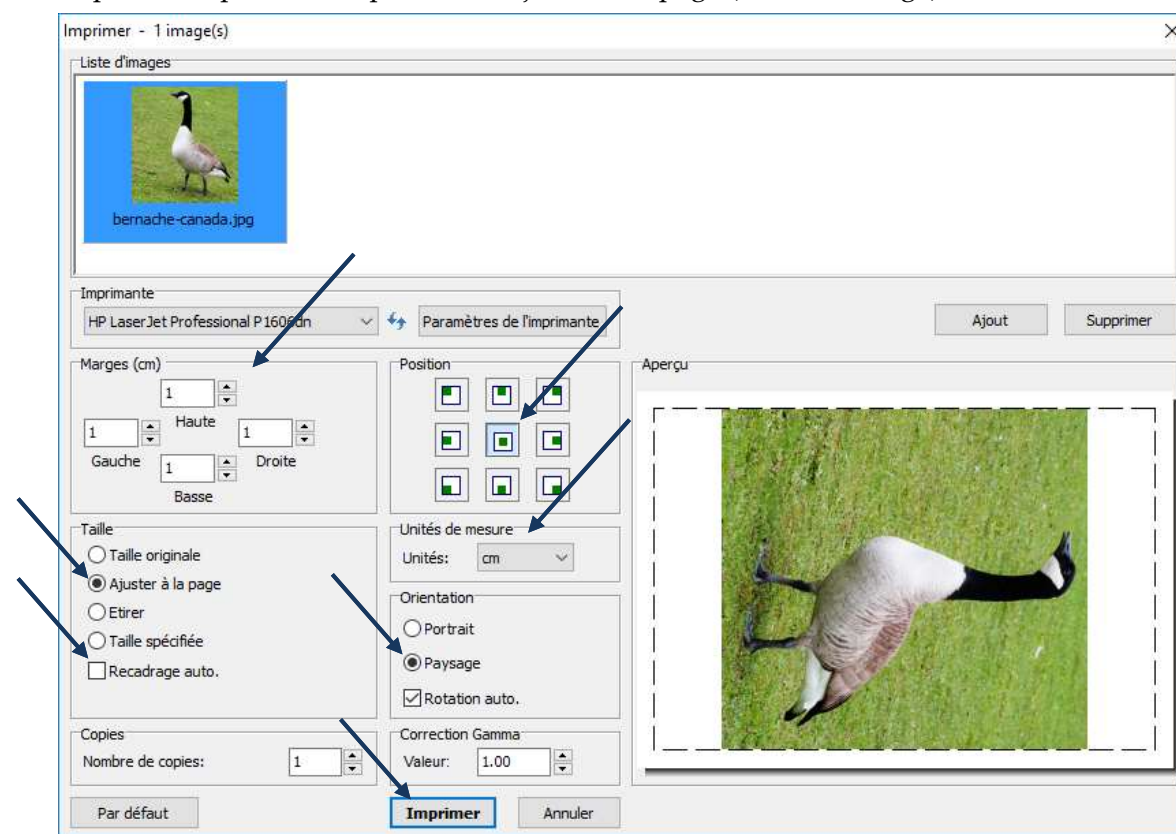 Imprimer - 1 image(s)
Liste d'images
bernache-canada.jpg
Imprimante
HP LaserJet Professional P1606dn
Paramètres de l'imprimante
Ajout
Supprimer
Marges (cm)
1
Haute
1
1
Gauche
Droite
1
Basse
Position
Aperçu
Taille
Taille originale
Ajuster à la page
Etirer
Taille spécifiée
Recadrage auto.
Unités de mesure
Unités: cm
Orientation
Portrait
Paysage
Rotation auto.
Copies
Nombre de copies: 1
Correction Gamma
Valeur: 1.00
Par défaut
Imprimer
Annuler